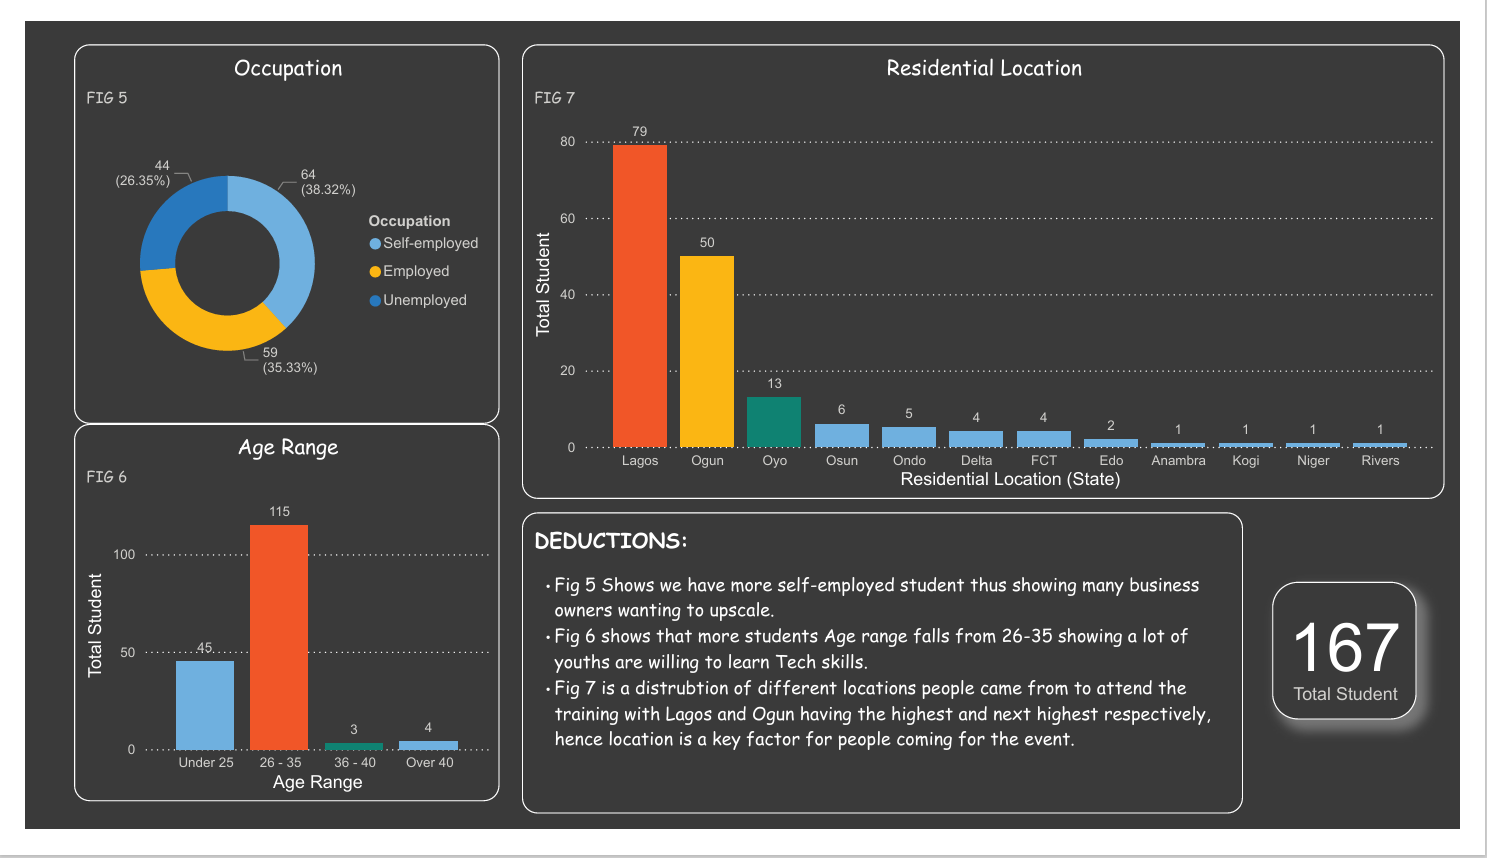 Occupation
FIG 5
44
(26.35%)
64
(38.32%)
59
(35.33%)
Occupation
Self-employed
Employed
Unemployed
Age Range
FIG 6
Total Student
100
50
0
45
115
3
4
Under 25
26 - 35
36 - 40
Over 40
Age Range
Residential Location
FIG 7
Total Student
80
60
40
20
0
79
50
13
6
5
4
4
2
1
1
1
1
Lagos
Ogun
Oyo
Osun
Ondo
Delta
FCT
Edo
Anambra
Kogi
Niger
Rivers
Residential Location (State)
DEDUCTIONS:
• Fig 5 Shows we have more self-employed student thus showing many business
owners wanting to upscale.
• Fig 6 shows that more students Age range falls from 26-35 showing a lot of
youths are willing to learn Tech skills.
• Fig 7 is a distrubtion of different locations people came from to attend the
training with Lagos and Ogun having the highest and next highest respectively,
hence location is a key factor for people coming for the event.
167
Total Student